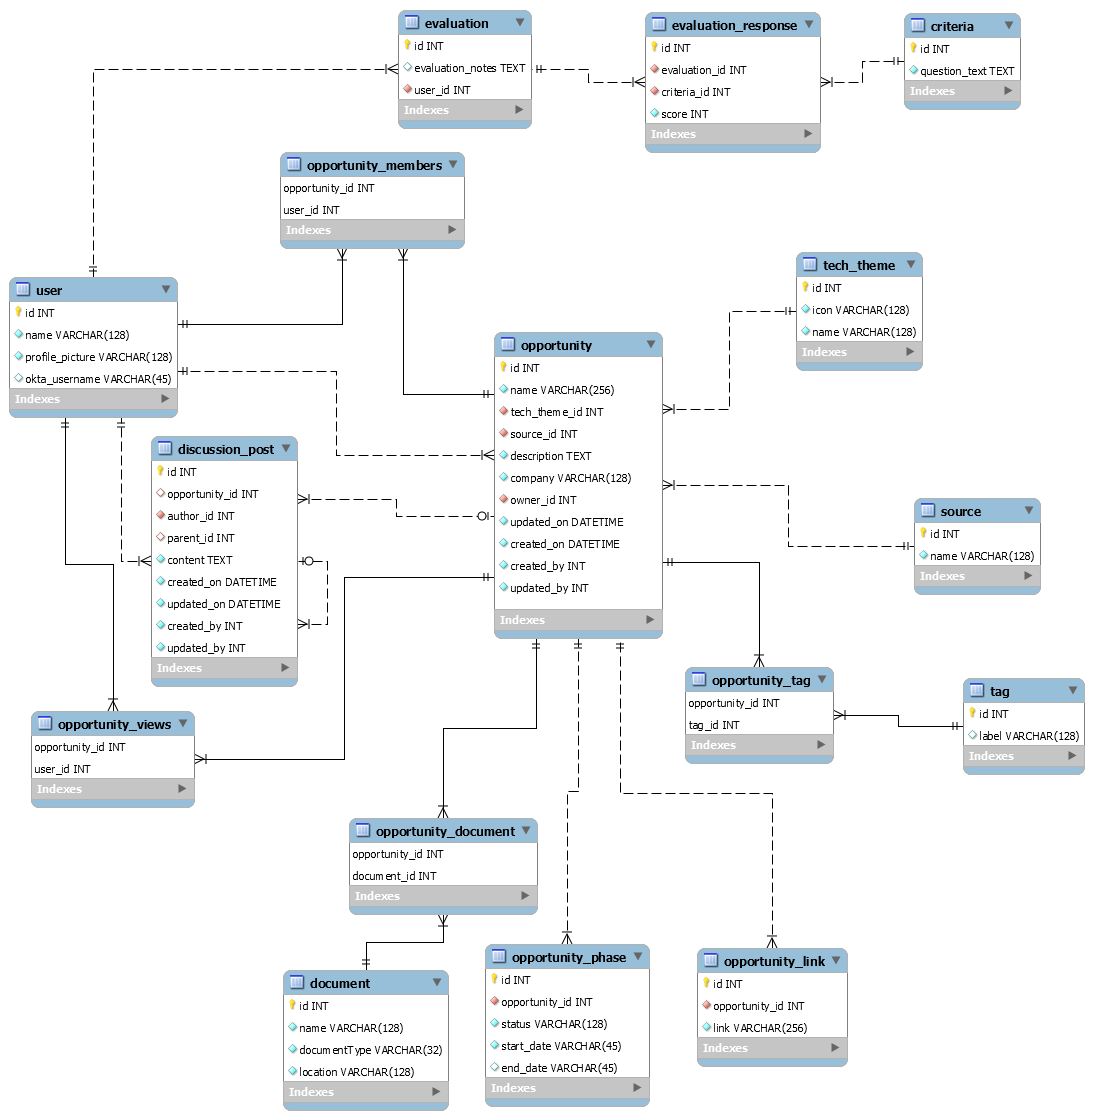 evaluation
id INT
evaluation_notes TEXT
user_id INT
Indexes
evaluation_response
id INT
evaluation_id INT
criteria_id INT
score INT
Indexes
criteria
id INT
question_text TEXT
Indexes
opportunity_members
opportunity_id INT
user_id INT
Indexes
tech_theme
id INT
icon VARCHAR(128)
name VARCHAR(128)
Indexes
user
id INT
name VARCHAR(128)
profile_picture VARCHAR(128)
okta_username VARCHAR(45)
Indexes
opportunity
id INT
name VARCHAR(256)
tech_theme_id INT
source_id INT
description TEXT
company VARCHAR(128)
owner_id INT
updated_on DATETIME
created_on DATETIME
created_by INT
updated_by INT
Indexes
discussion_post
id INT
opportunity_id INT
author_id INT
parent_id INT
content TEXT
created_on DATETIME
updated_on DATETIME
created_by INT
updated_by INT
Indexes
source
id INT
name VARCHAR(128)
Indexes
opportunity_tag
opportunity_id INT
tag_id INT
Indexes
tag
id INT
label VARCHAR(128)
Indexes
opportunity_views
opportunity_id INT
user_id INT
Indexes
opportunity_document
opportunity_id INT
document_id INT
Indexes
document
id INT
name VARCHAR(128)
documentType VARCHAR(32)
location VARCHAR(128)
Indexes
opportunity_phase
id INT
opportunity_id INT
status VARCHAR(128)
start_date VARCHAR(45)
end_date VARCHAR(45)
Indexes
opportunity_link
id INT
opportunity_id INT
link VARCHAR(256)
Indexes